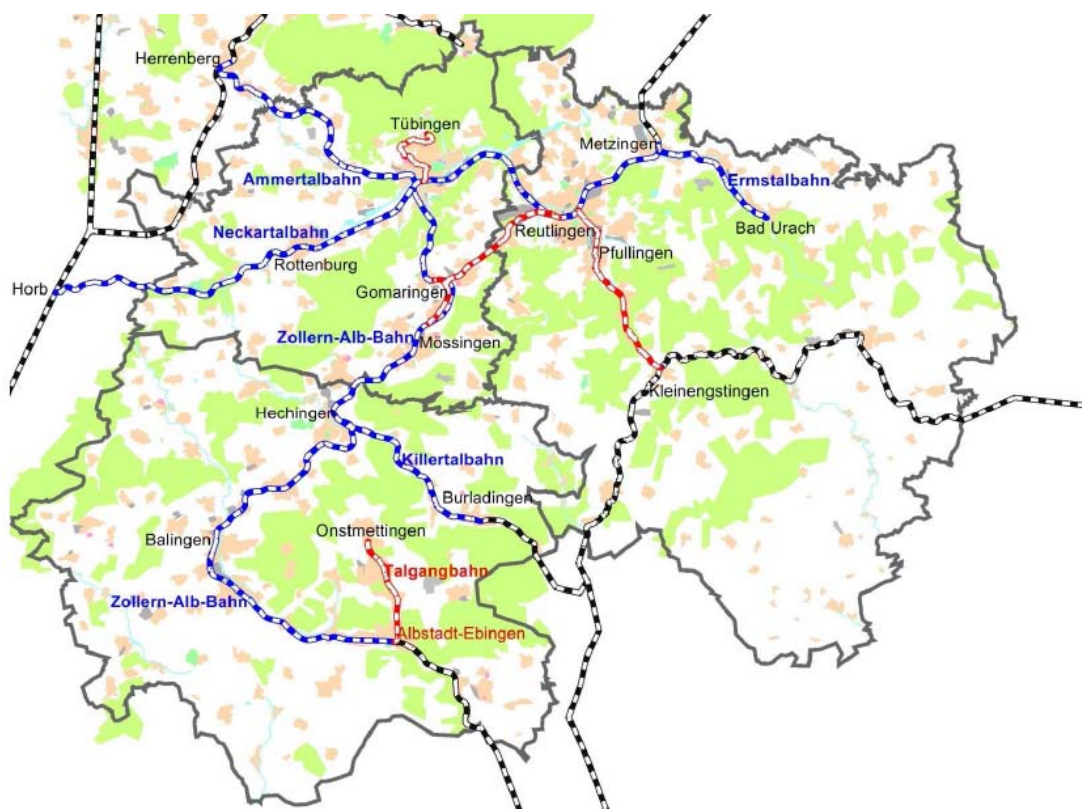 Herrenberg
Tübingen
Metzingen
Ammertalbahn
Ermstalbahn
Neckartalbahn
Reutlingen
Bad Urach
Rottenburg
Pfullingen
Horb
Gomaringen
Zollern-Alb-Bahn
Mössingen
Kleinengstingen
Hechingen
Killertalbahn
Burladingen
Onstmettingen
Balingen
Talgangbahn
Zollern-Alb-Bahn
Albstadt-Ebingen